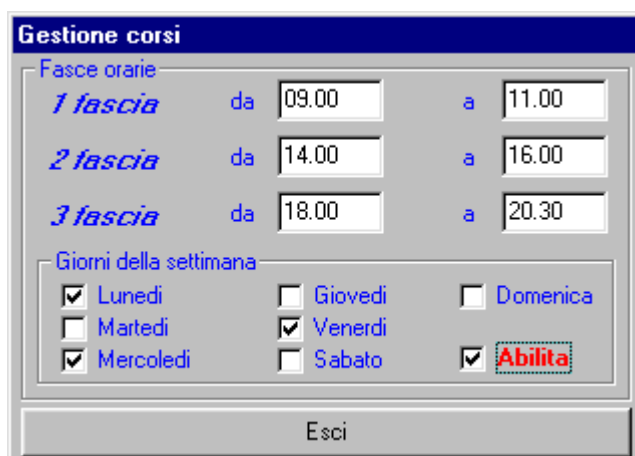 Gestione corsi
Fasce orarie
1 fascia da 09.00 a 11.00
2 fascia da 14.00 a 16.00
3 fascia da 18.00 a 20.30
Giorni della settimana
Lunedi Giovedi Domenica
Martedi Venerdi
Mercoledi Sabato Abilita
Esci